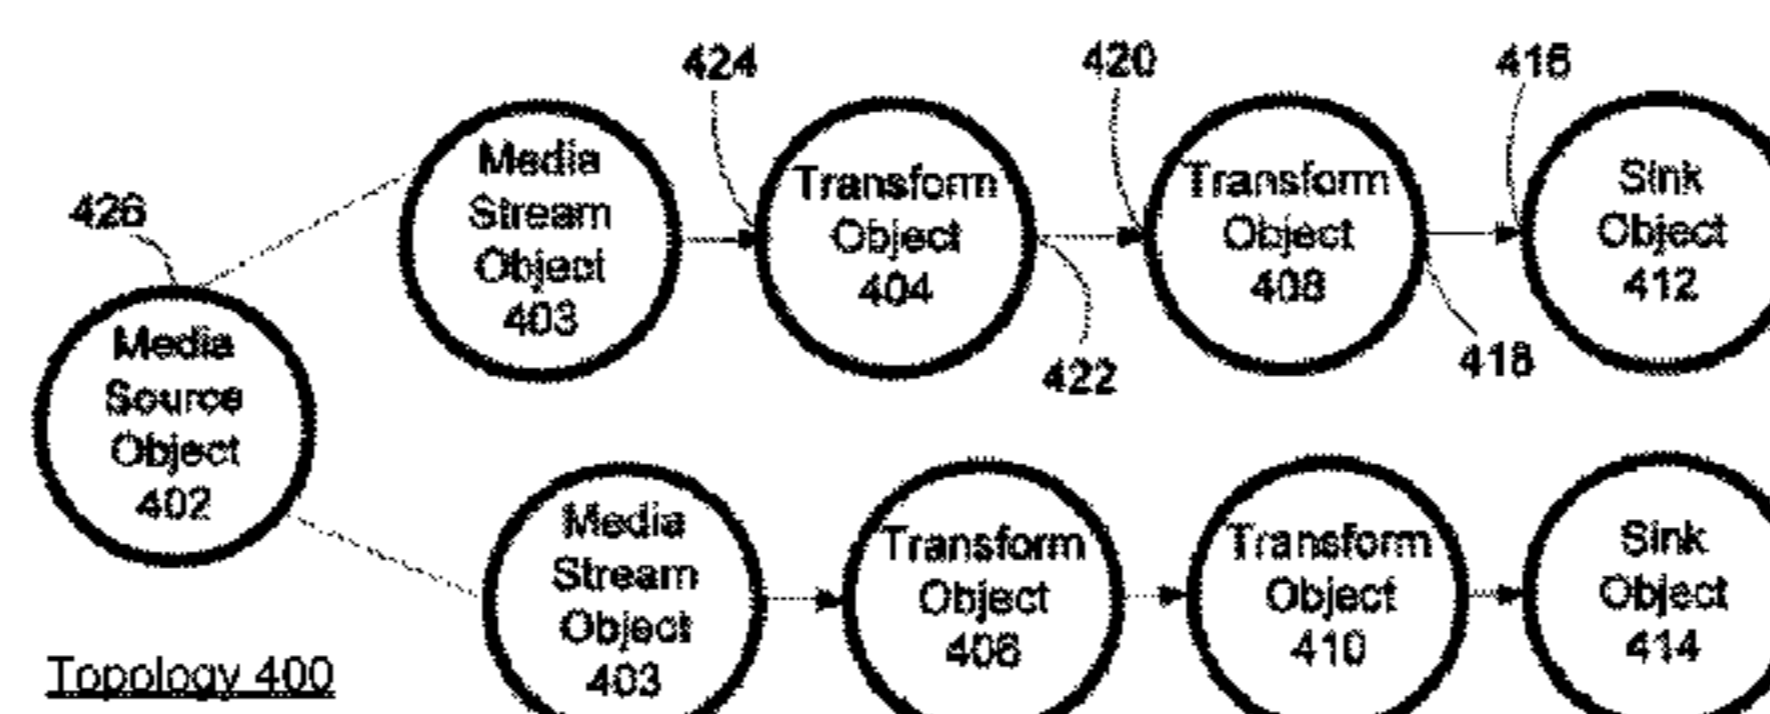 424
420
416
Media
Stream
Object
403
Transform
Object
404
Transform
Object
408
Sink
Object
412
426
422
418
Media
Source
Object
402
Media
Stream
Object
403
Transform
Object
406
Transform
Object
410
Sink
Object
414
Topology 400